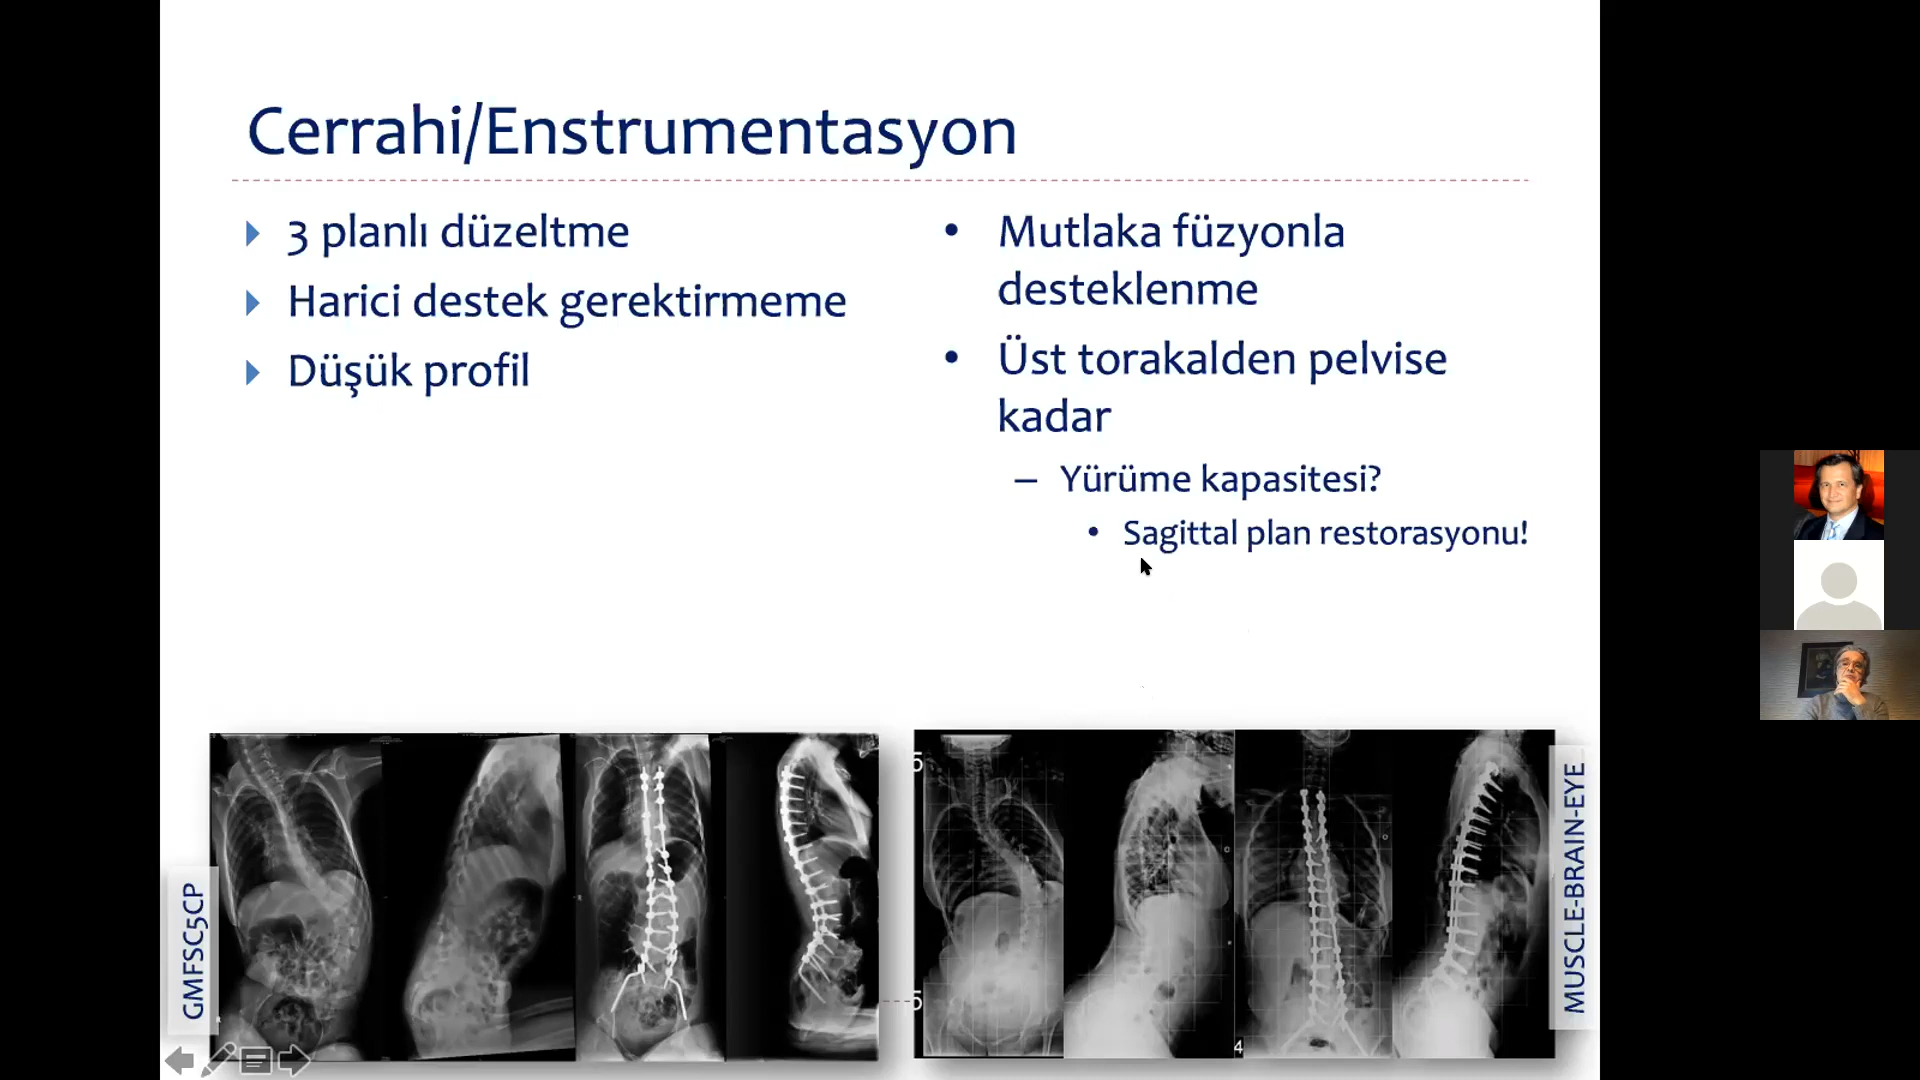 Cerrahi/Enstrumentasyon
3 planlı düzeltme
Harici destek gerektirmeme
Düşük profil
Mutlaka füzyonla
desteklenme
Üst torakalden pelvise
kadar
– Yürüme kapasitesi?
Sagittal plan restorasyonu!
GMFSC5CP
MUSCLE-BRAIN-EYE